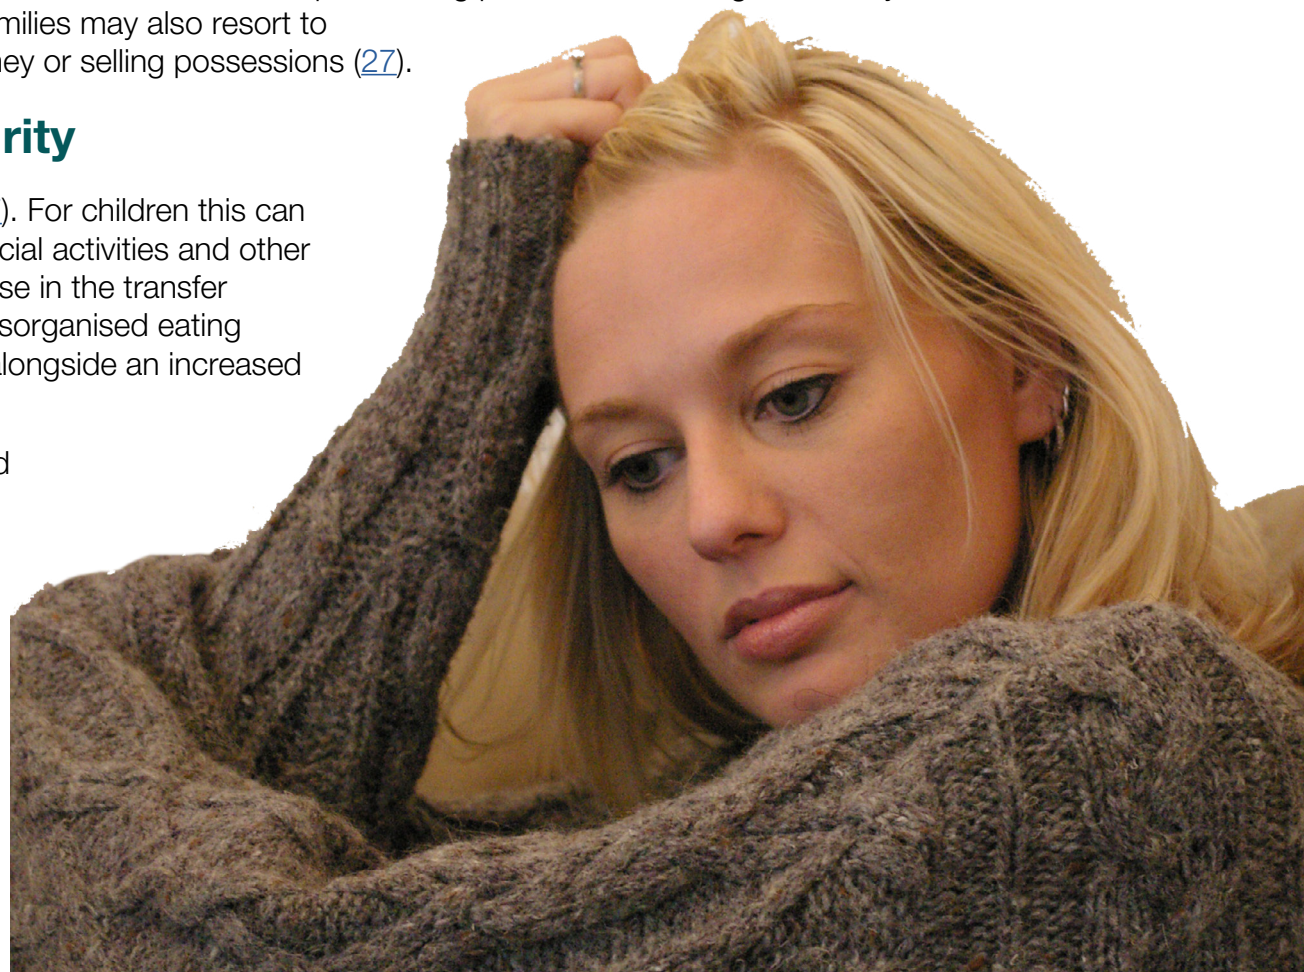 milies may also resort to
ey or selling possessions (27).
rity
). For children this can
cial activities and other
se in the transfer
sorganised eating
alongside an increased
d